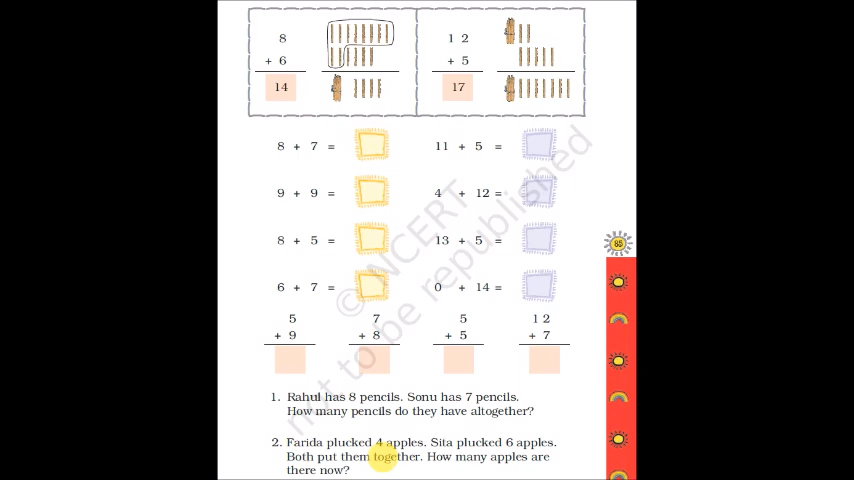 8
+ 6
14
1 2
+ 5
17
8 + 7 =
11 + 5 =
9 + 9 =
4 + 12 =
8 + 5 =
13 + 5 =
6 + 7 =
0 + 14 =
5
+ 9
7
+ 8
5
+ 5
1 2
+ 7
1. Rahul has 8 pencils. Sonu has 7 pencils.
How many pencils do they have altogether?
2. Farida plucked 4 apples. Sita plucked 6 apples.
Both put them together. How many apples are
there now?
85
© NCERT
not to be republished